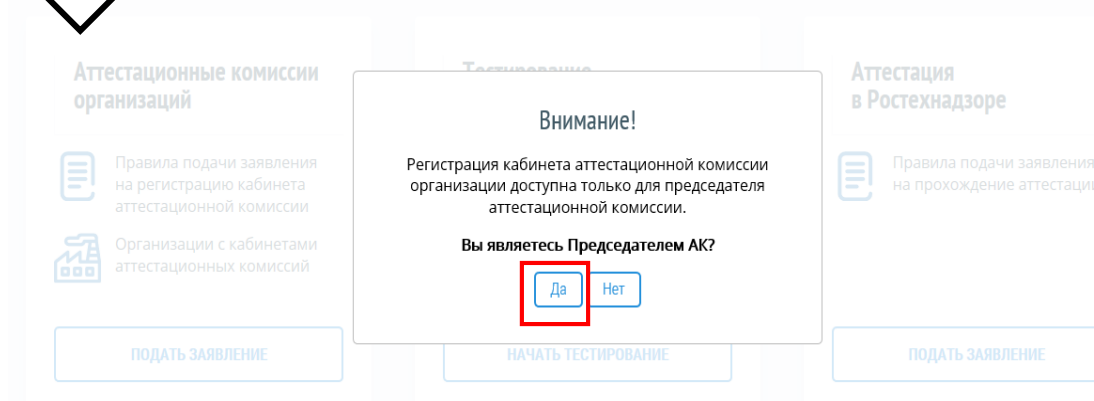 Аттестационные комиссии
организаций
Правила подачи заявления
на регистрацию кабинета
аттестационной комиссии
Организации с кабинетами
аттестационных комиссий
ПОДАТЬ ЗАЯВЛЕНИЕ
Тестирование
Внимание!
Регистрация кабинета аттестационной комиссии
организации доступна только для председателя
аттестационной комиссии.
Вы являетесь Председателем АК?
Да
Нет
НАЧАТЬ ТЕСТИРОВАНИЕ
Аттестация
в Ростехнадзоре
Правила подачи заявления
на прохождение аттестаци
ПОДАТЬ ЗАЯВЛЕНИЕ